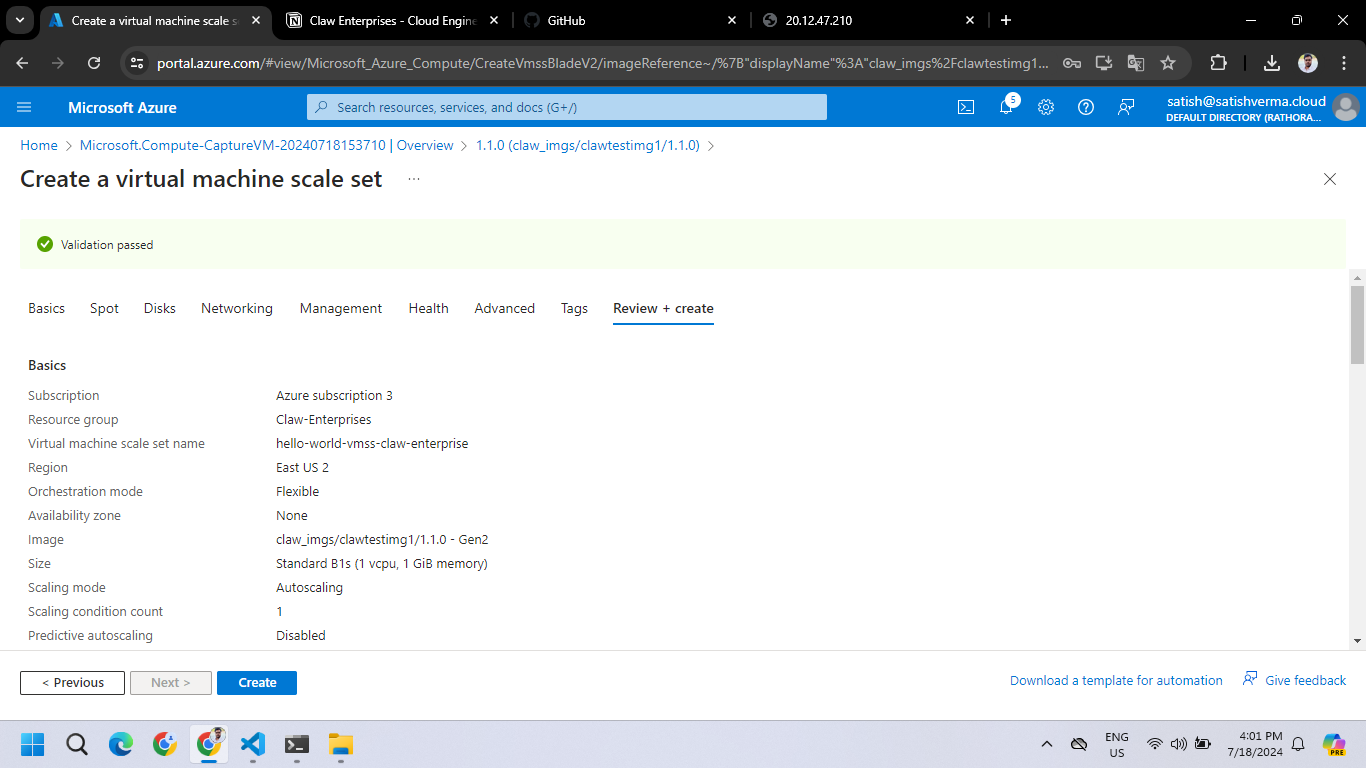 Create a virtual machine scale s
Claw Enterprises - Cloud Engine
GitHub
20.12.47.210
portal.azure.com/#view/Microsoft_Azure_Compute/CreateVmssBladeV2/imageReference~/%7B"displayName"%3A"claw_imgs%2Fclawtestimg1...
Microsoft Azure
Search resources, services, and docs (G+/)
5
satish@satishverma.cloud
DEFAULT DIRECTORY (RATHORA...
Home > Microsoft.Compute-CaptureVM-20240718153710 | Overview > 1.1.0 (claw_imgs/clawtestimg1/1.1.0) >
Create a virtual machine scale set ...
Validation passed
Basics Spot Disks Networking Management Health Advanced Tags Review + create
Basics
Subscription Azure subscription 3
Resource group Claw-Enterprises
Virtual machine scale set name hello-world-vmss-claw-enterprise
Region East US 2
Orchestration mode Flexible
Availability zone None
Image claw_imgs/clawtestimg1/1.1.0 - Gen2
Size Standard B1s (1 vcpu, 1 GiB memory)
Scaling mode Autoscaling
Scaling condition count 1
Predictive autoscaling Disabled
< Previous Next > Create Download a template for automation Give feedback
ENG
US
4:01 PM
7/18/2024
PRE